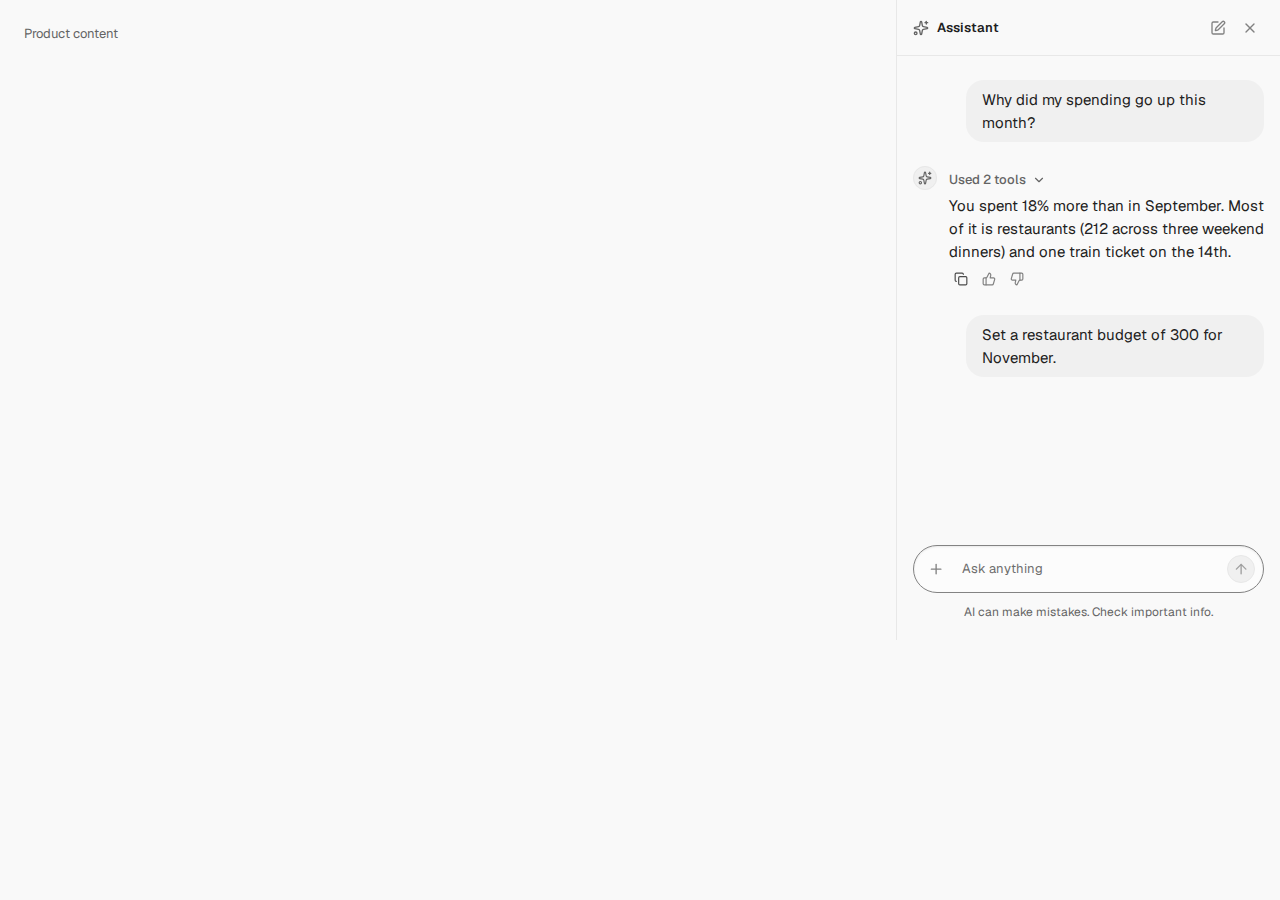 Product content
Assistant
Why did my spending go up this
month?
Used 2 tools
You spent 18% more than in September. Most
of it is restaurants (212 across three weekend
dinners) and one train ticket on the 14th.
Set a restaurant budget of 300 for
November.
Ask anything
AI can make mistakes. Check important info.